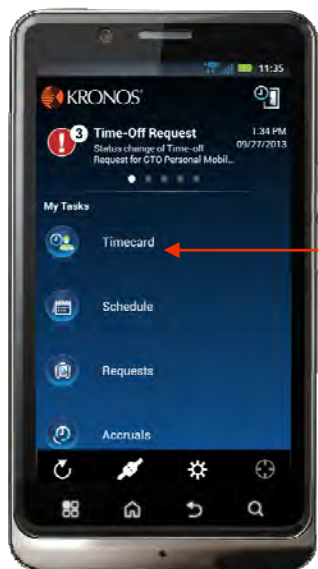 11:35
KRONOS
3
Time-Off Request
1:34 PM
Status change of Time-off
09/27/2013
Request for GTO Personal Mobil...
My Tasks
Timecard
Schedule
Requests
Accruals